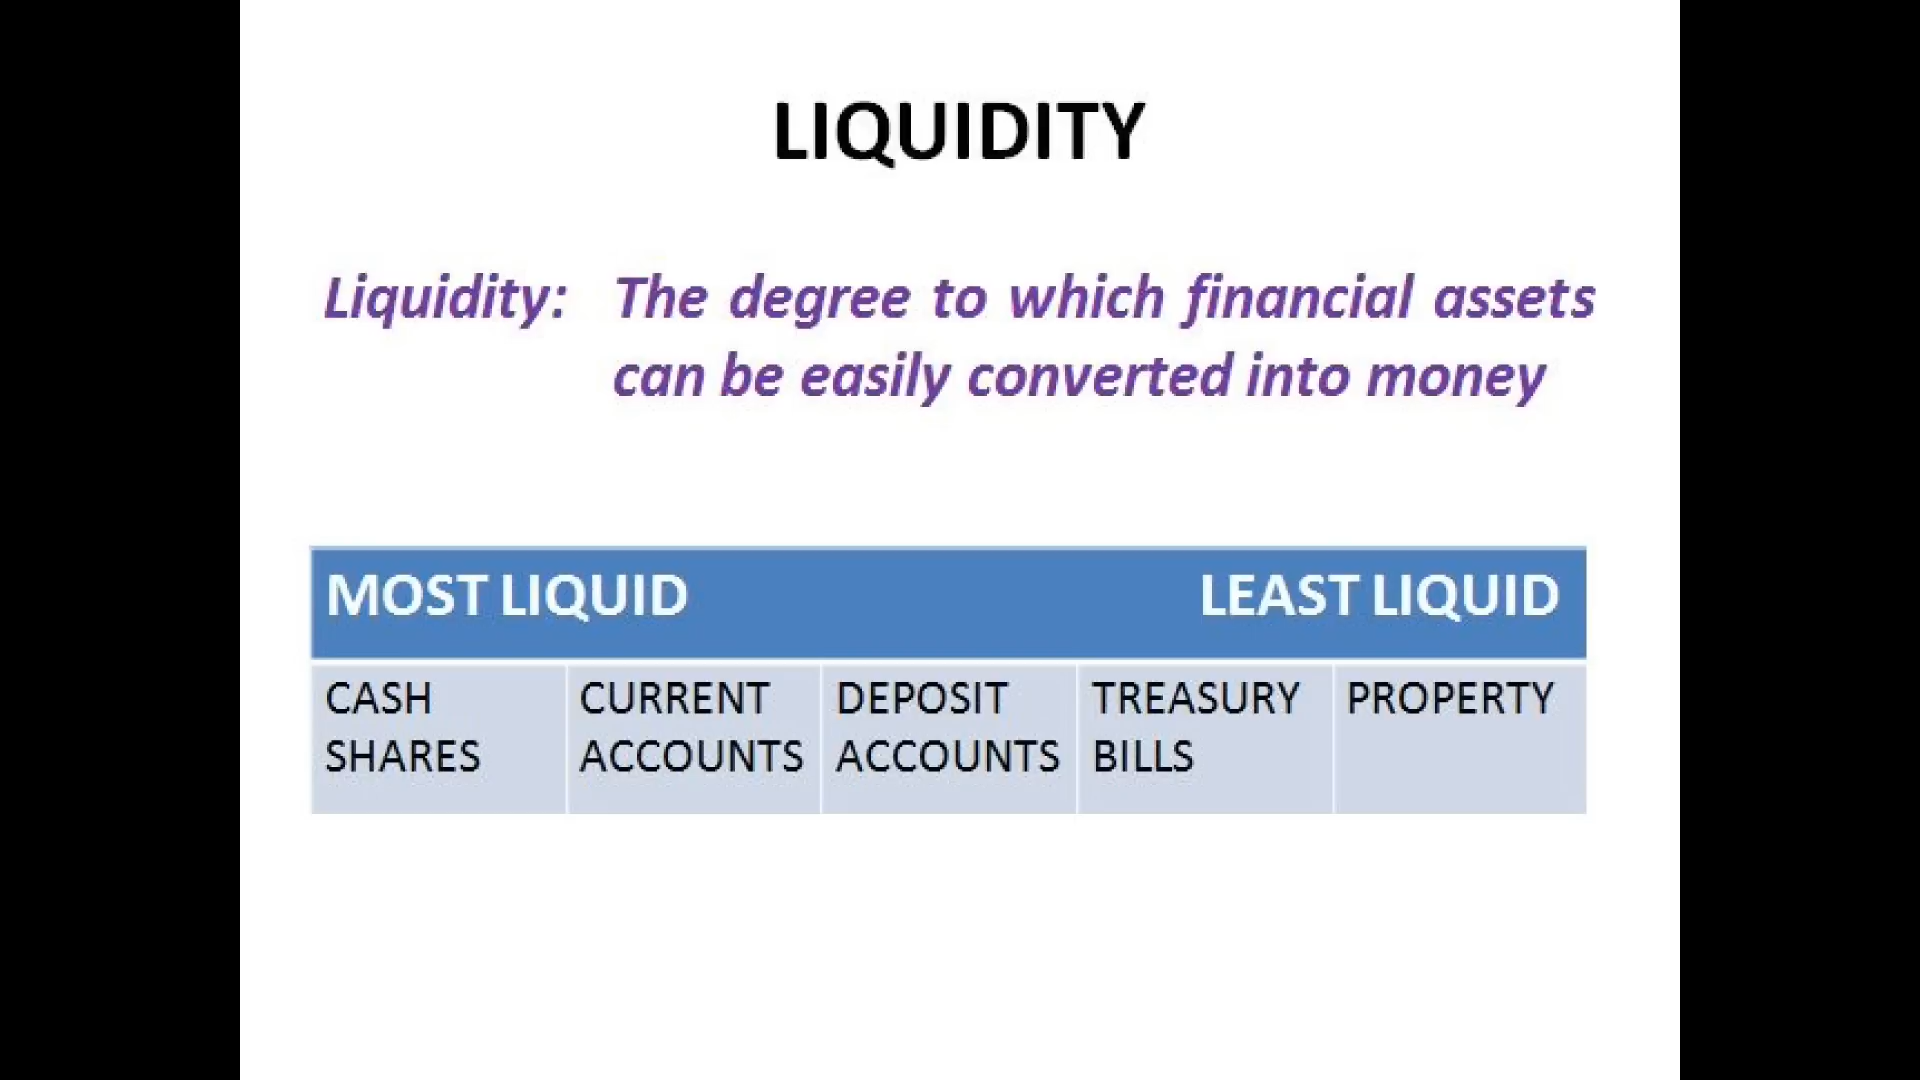 LIQUIDITY
Liquidity: The degree to which financial assets
can be easily converted into money
MOST LIQUID LEAST LIQUID
CASH CURRENT DEPOSIT TREASURY PROPERTY
SHARES ACCOUNTS ACCOUNTS BILLS